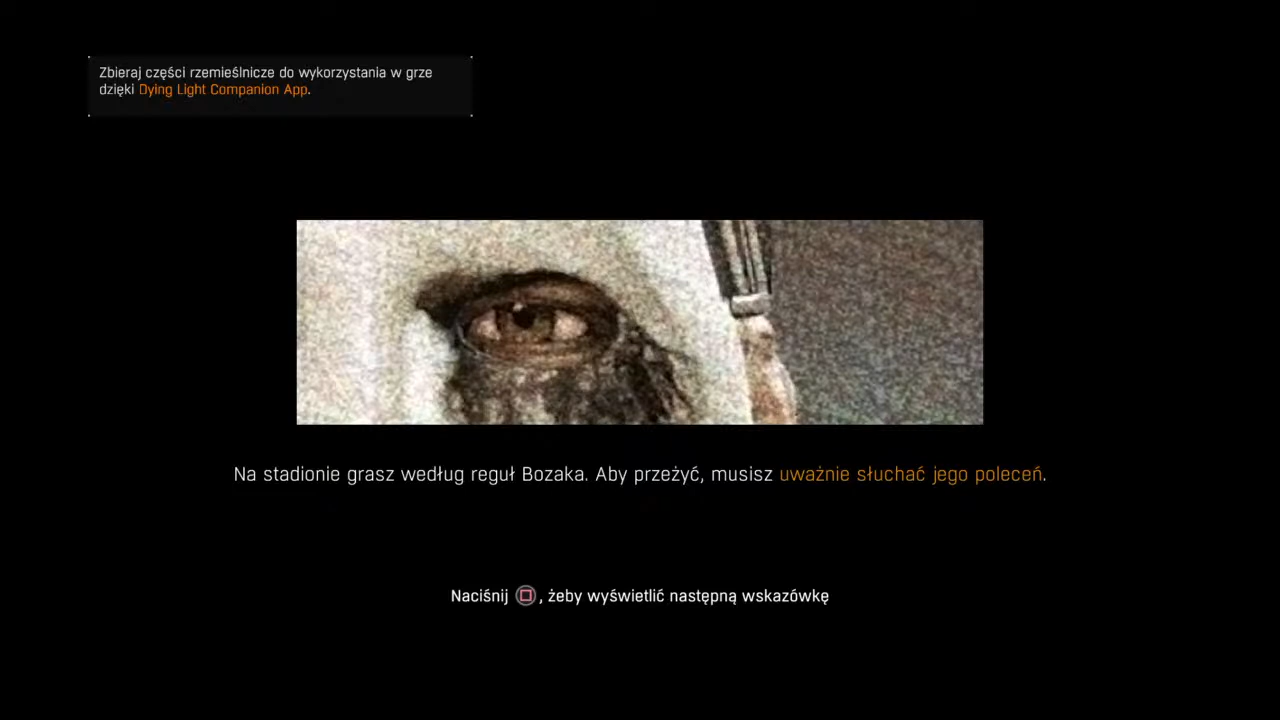 Zbieraj części rzemieślnicze do wykorzystania w grze
dzięki Dying Light Companion App.
Na stadionie grasz według reguł Bozaka. Aby przeżyć, musisz uważnie słuchać jego poleceń.
Naciśnij , żeby wyświetlić następną wskazówkę